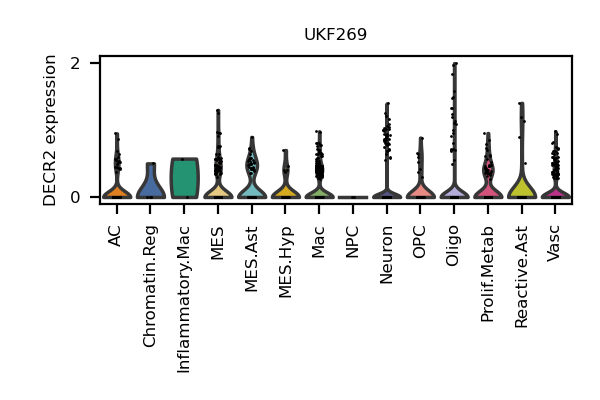 UKF269
DECR2 expression
2
0
AC
Chromatin.Reg
Inflammatory.Mac
MES
MES.Ast
MES.Hyp
Mac
NPC
Neuron
OPC
Oligo
Prolif.Metab
Reactive.Ast
Vasc